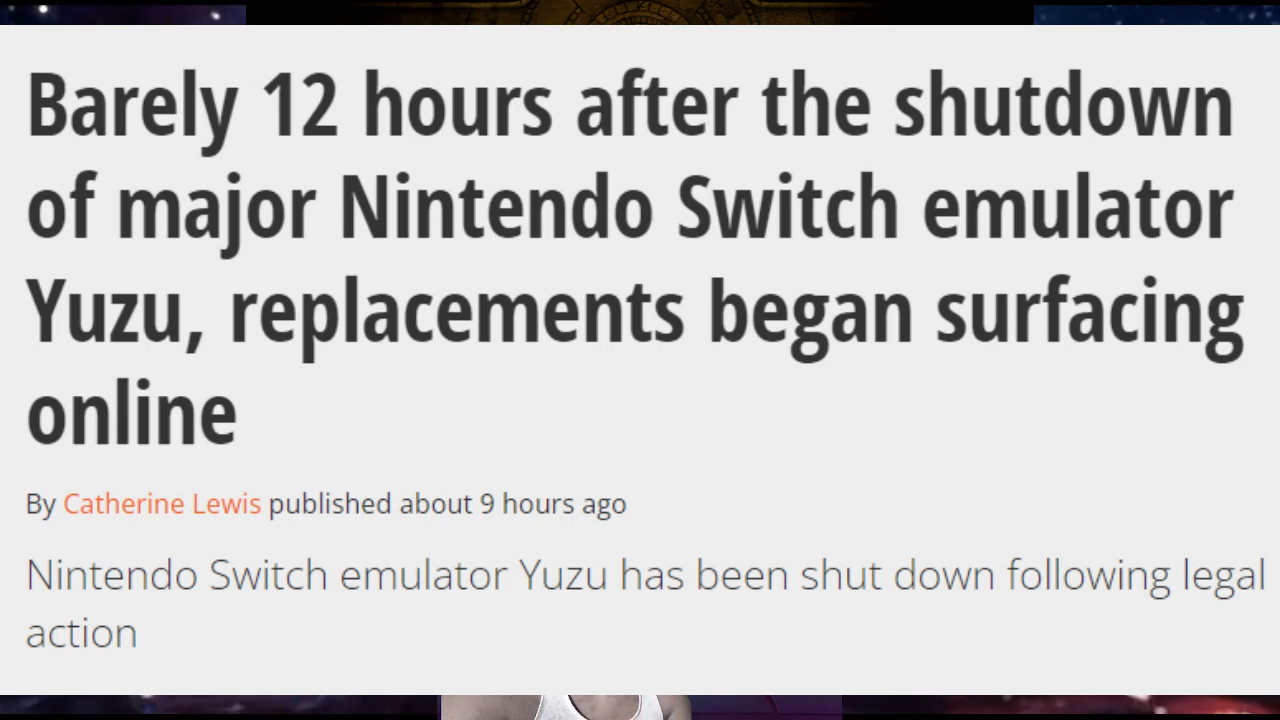 Barely 12 hours after the shutdown
of major Nintendo Switch emulator
Yuzu, replacements began surfacing
online
By Catherine Lewis published about 9 hours ago
Nintendo Switch emulator Yuzu has been shut down following legal
action